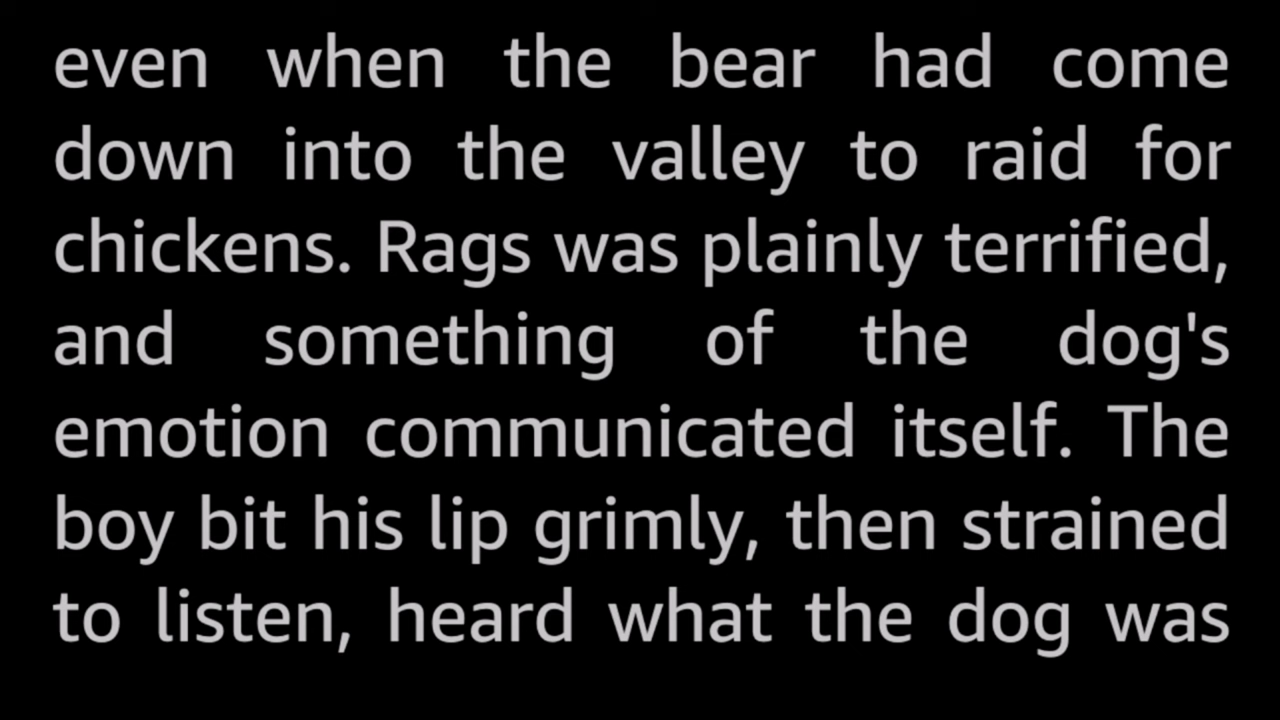 even when the bear had come
down into the valley to raid for
chickens. Rags was plainly terrified,
and something of the dog's
emotion communicated itself. The
boy bit his lip grimly, then strained
to listen, heard what the dog was